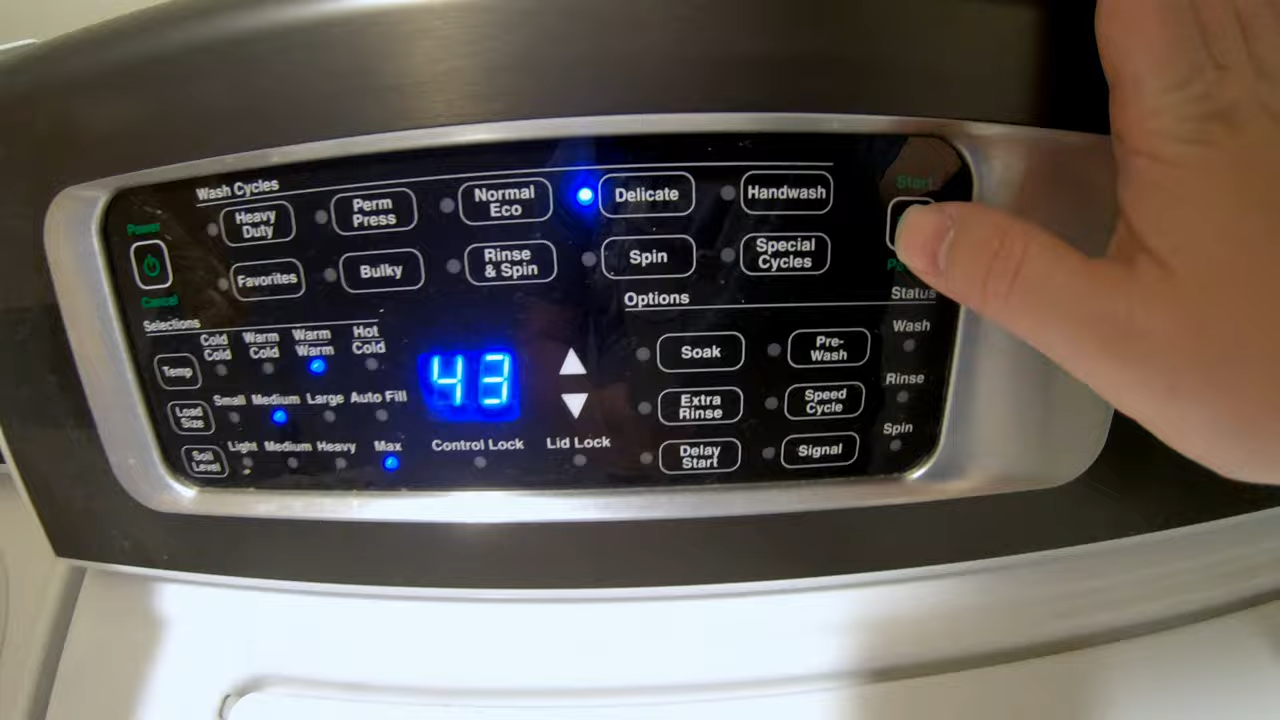 Wash Cycles
Power
Cancel
Heavy
Duty
Perm
Press
Normal
Eco
Delicate
Handwash
Start
Favorites
Bulky
Rinse
& Spin
Spin
Special
Cycles
Selections
Temp
Cold
Cold
Warm
Cold
Warm
Warm
Hot
Cold
Load
Size
Small
Medium
Large
Auto Fill
Soil
Level
Light
Medium
Heavy
Max
43
Control Lock
Lid Lock
Options
Soak
Pre-
Wash
Extra
Rinse
Speed
Cycle
Delay
Start
Signal
Status
Wash
Rinse
Spin